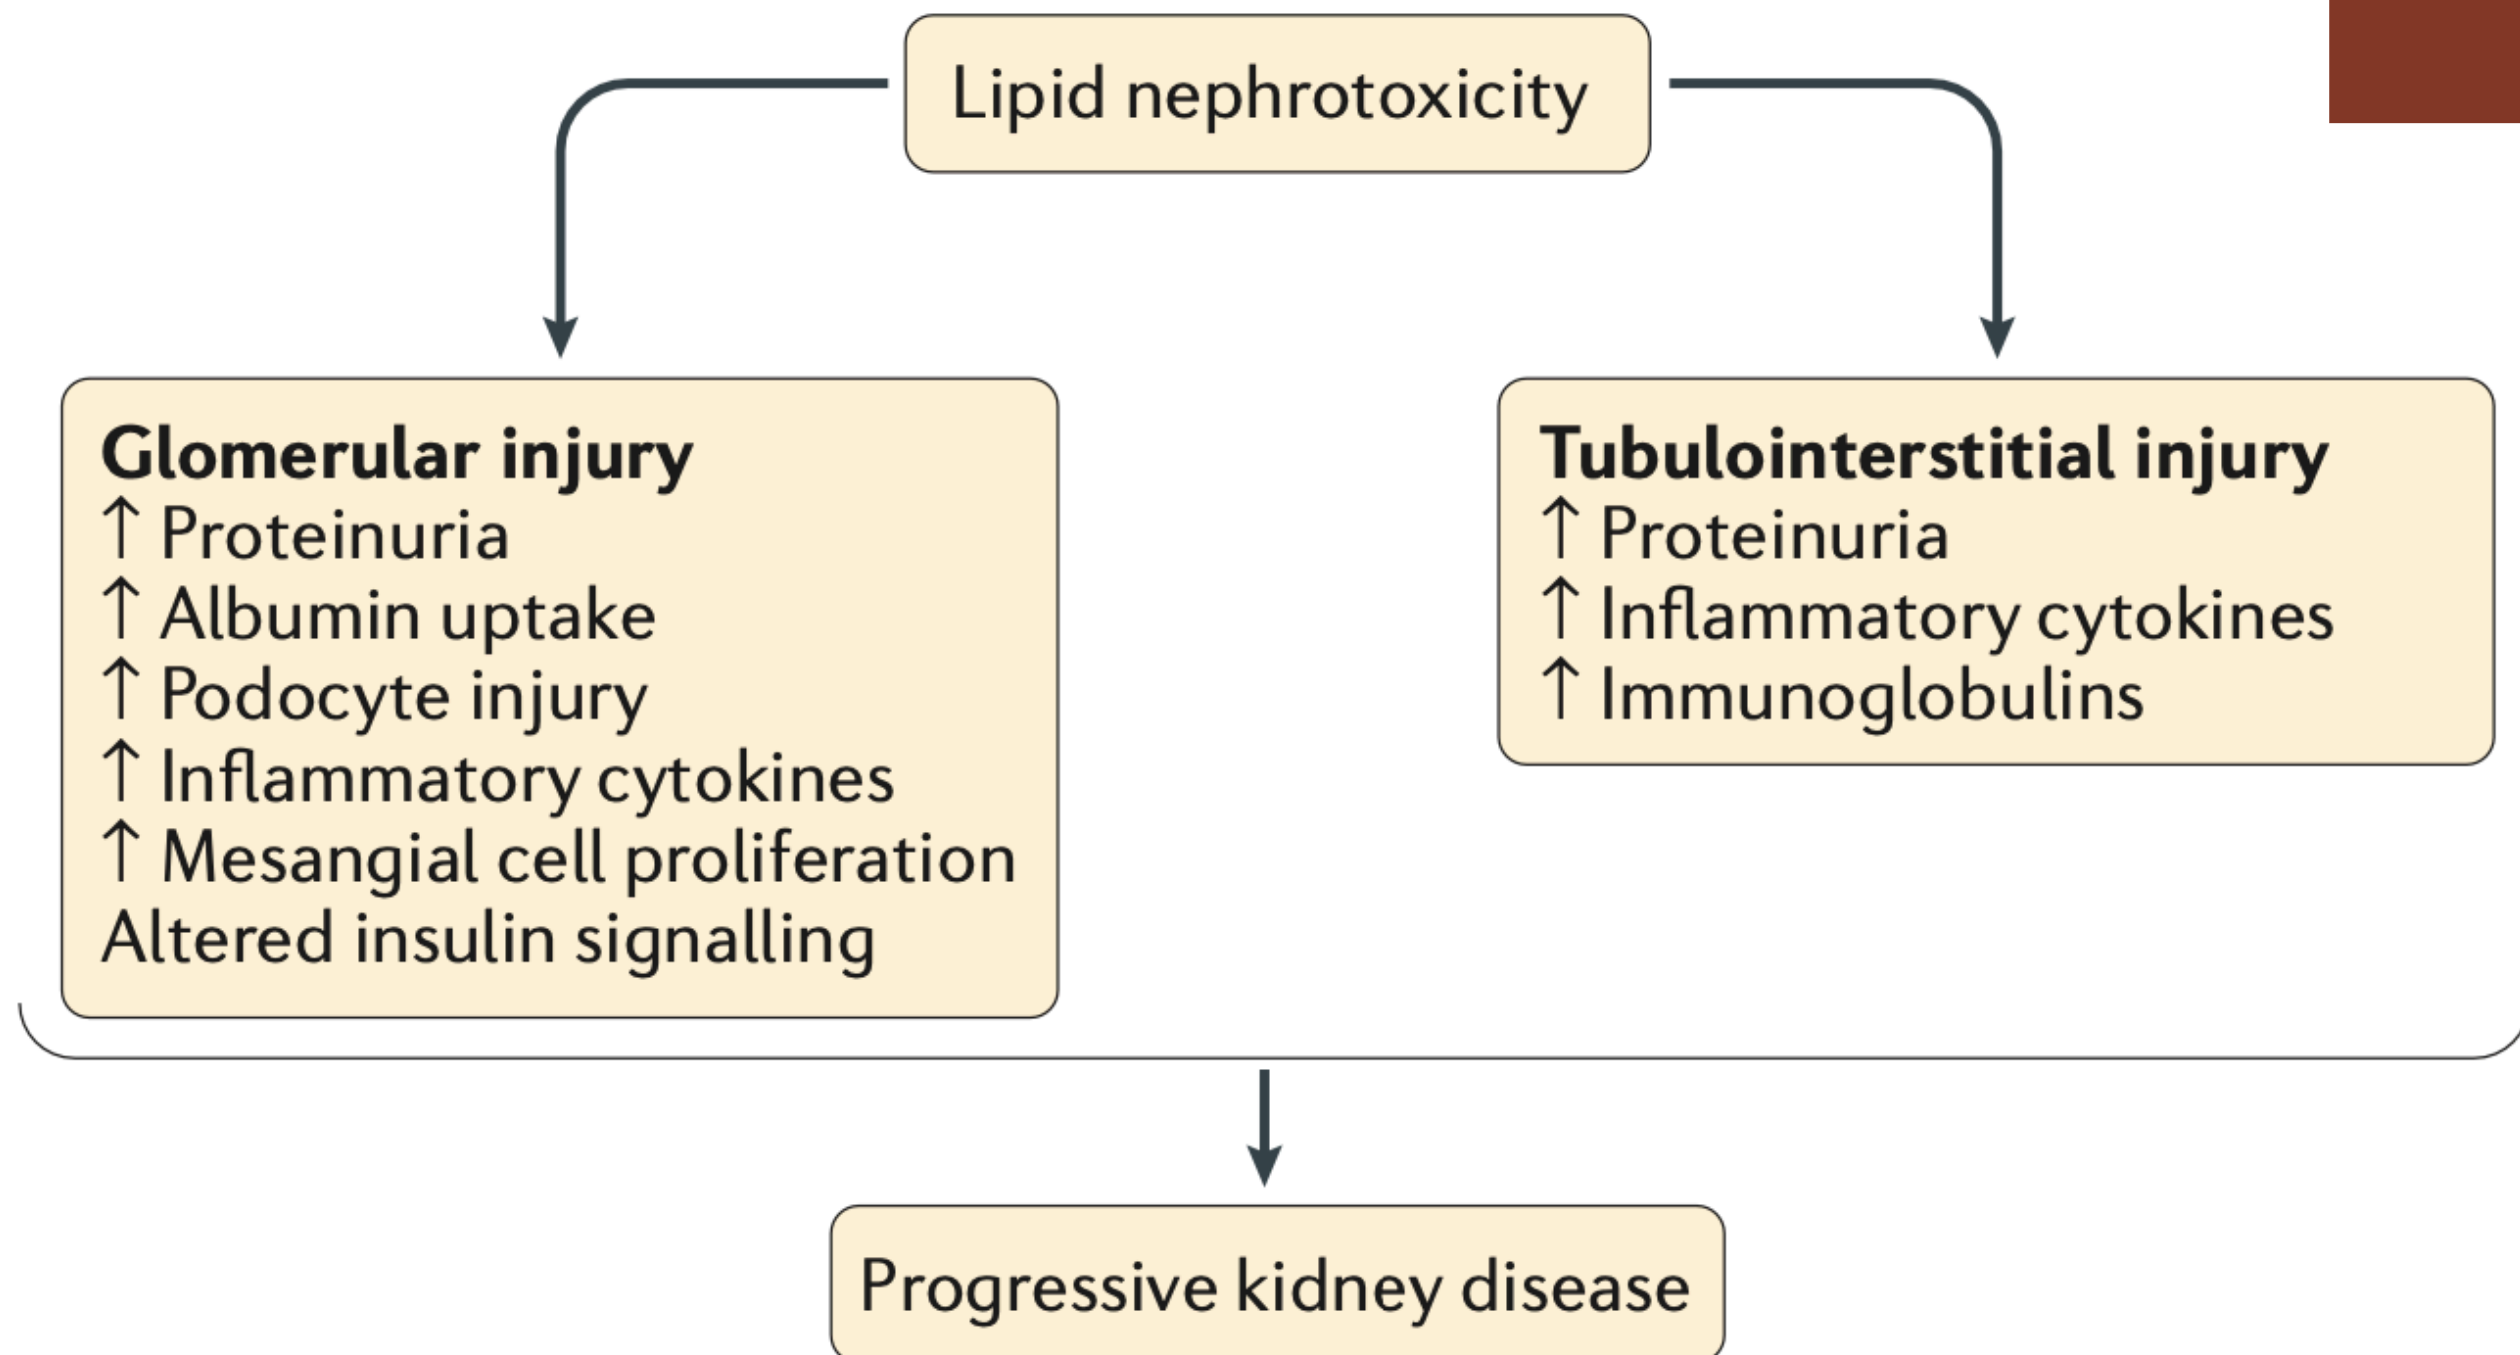 Lipid nephrotoxicity
Glomerular injury
↑ Proteinuria
↑ Albumin uptake
↑ Podocyte injury
↑ Inflammatory cytokines
↑ Mesangial cell proliferation
Altered insulin signalling
Tubulointerstitial injury
↑ Proteinuria
↑ Inflammatory cytokines
↑ Immunoglobulins
Progressive kidney disease